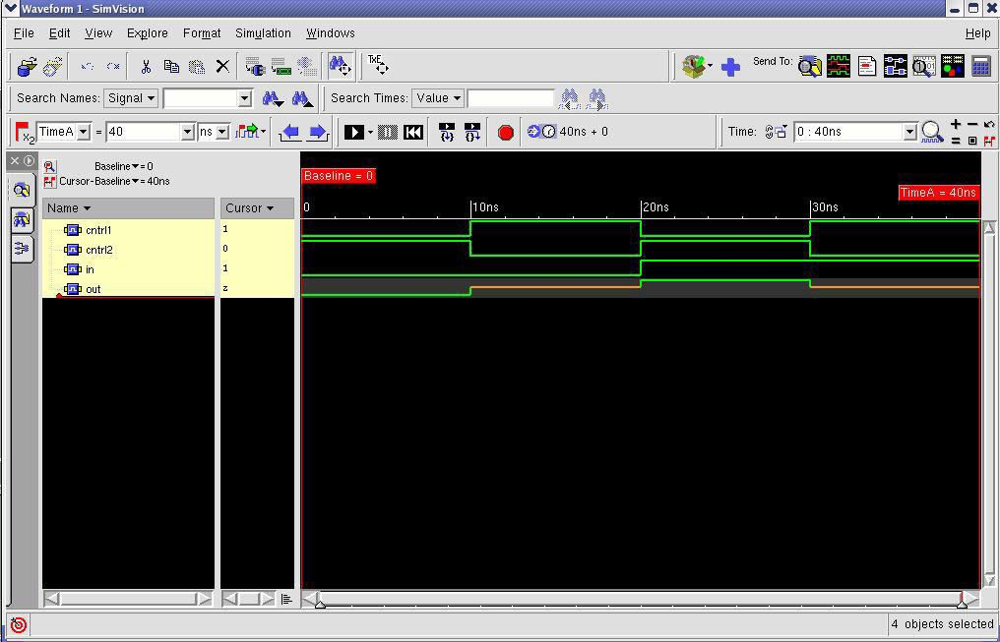 Waveform 1 - SimVision
File Edit View Explore Format Simulation Windows Help
TxE Send To:
Search Names: Signal Search Times: Value
TimeA = 40 ns 40ns + 0 Time: 0 : 40ns
Baseline = 0
Cursor-Baseline = 40ns
Baseline = 0
TimeA = 40ns
Name Cursor 0 10ns 20ns 30ns
cntrl1 1
cntrl2 0
in 1
out z
4 objects selected